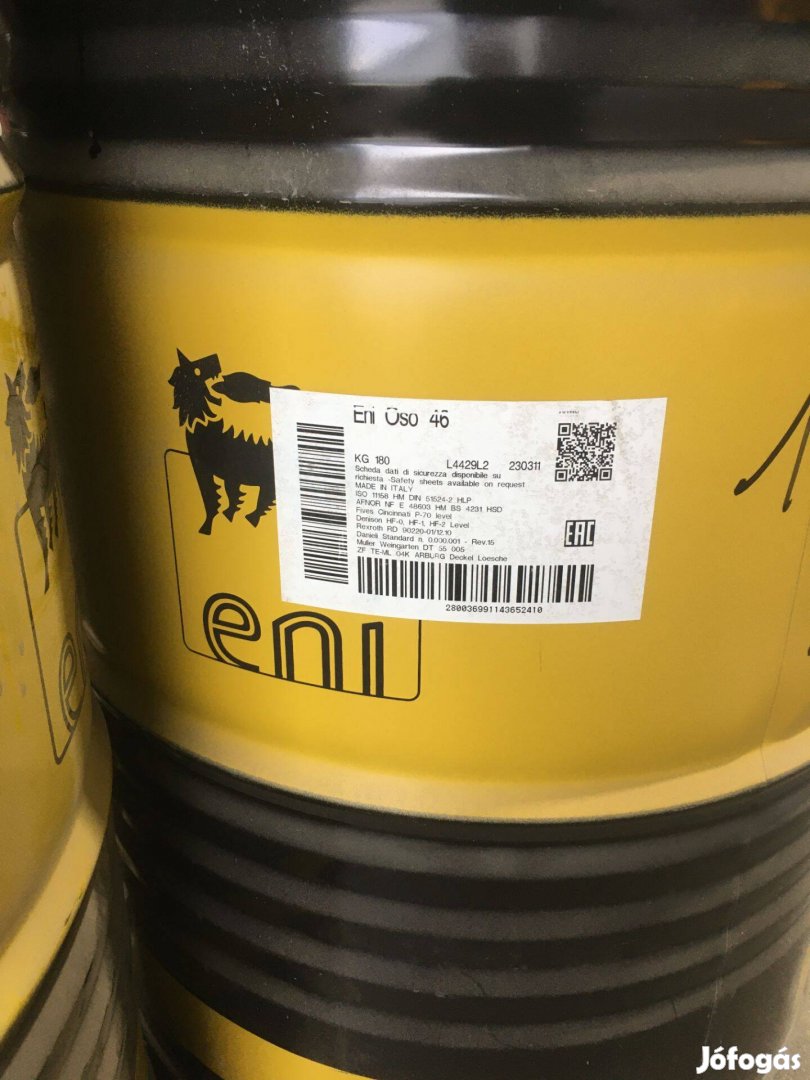 Eni Oso 46
KG 180 L4429L2 230311
Scheda dati di sicurezza disponibile su
richiesta -Safety sheets available on request
MADE IN ITALY
ISO 11158 HM DIN 51524-2 HLP
AFNOR NF E 48603 HM BS 4231 HSD
Fives Cincinnati P-70 level
Denison HF-0, HF-1, HF-2 Level
Rexroth RD 90220-01/12.10
Danieli Standard n. 0.000.001 - Rev.15
Muller Weingarten DT 55 005
ZF TE-ML 04K ARBURG Deckel Loesche
EAC
280036991143652410
eni
Jófogás